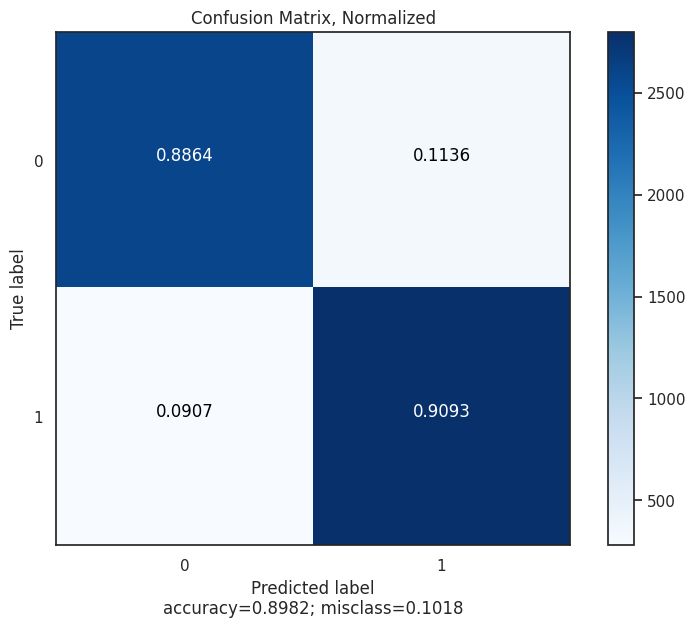 Confusion Matrix, Normalized
2500
0.8864 0.1136
0
2000
True label
1500
1000
0.0907 0.9093
1
500
0 1
Predicted label
accuracy=0.8982; misclass=0.1018